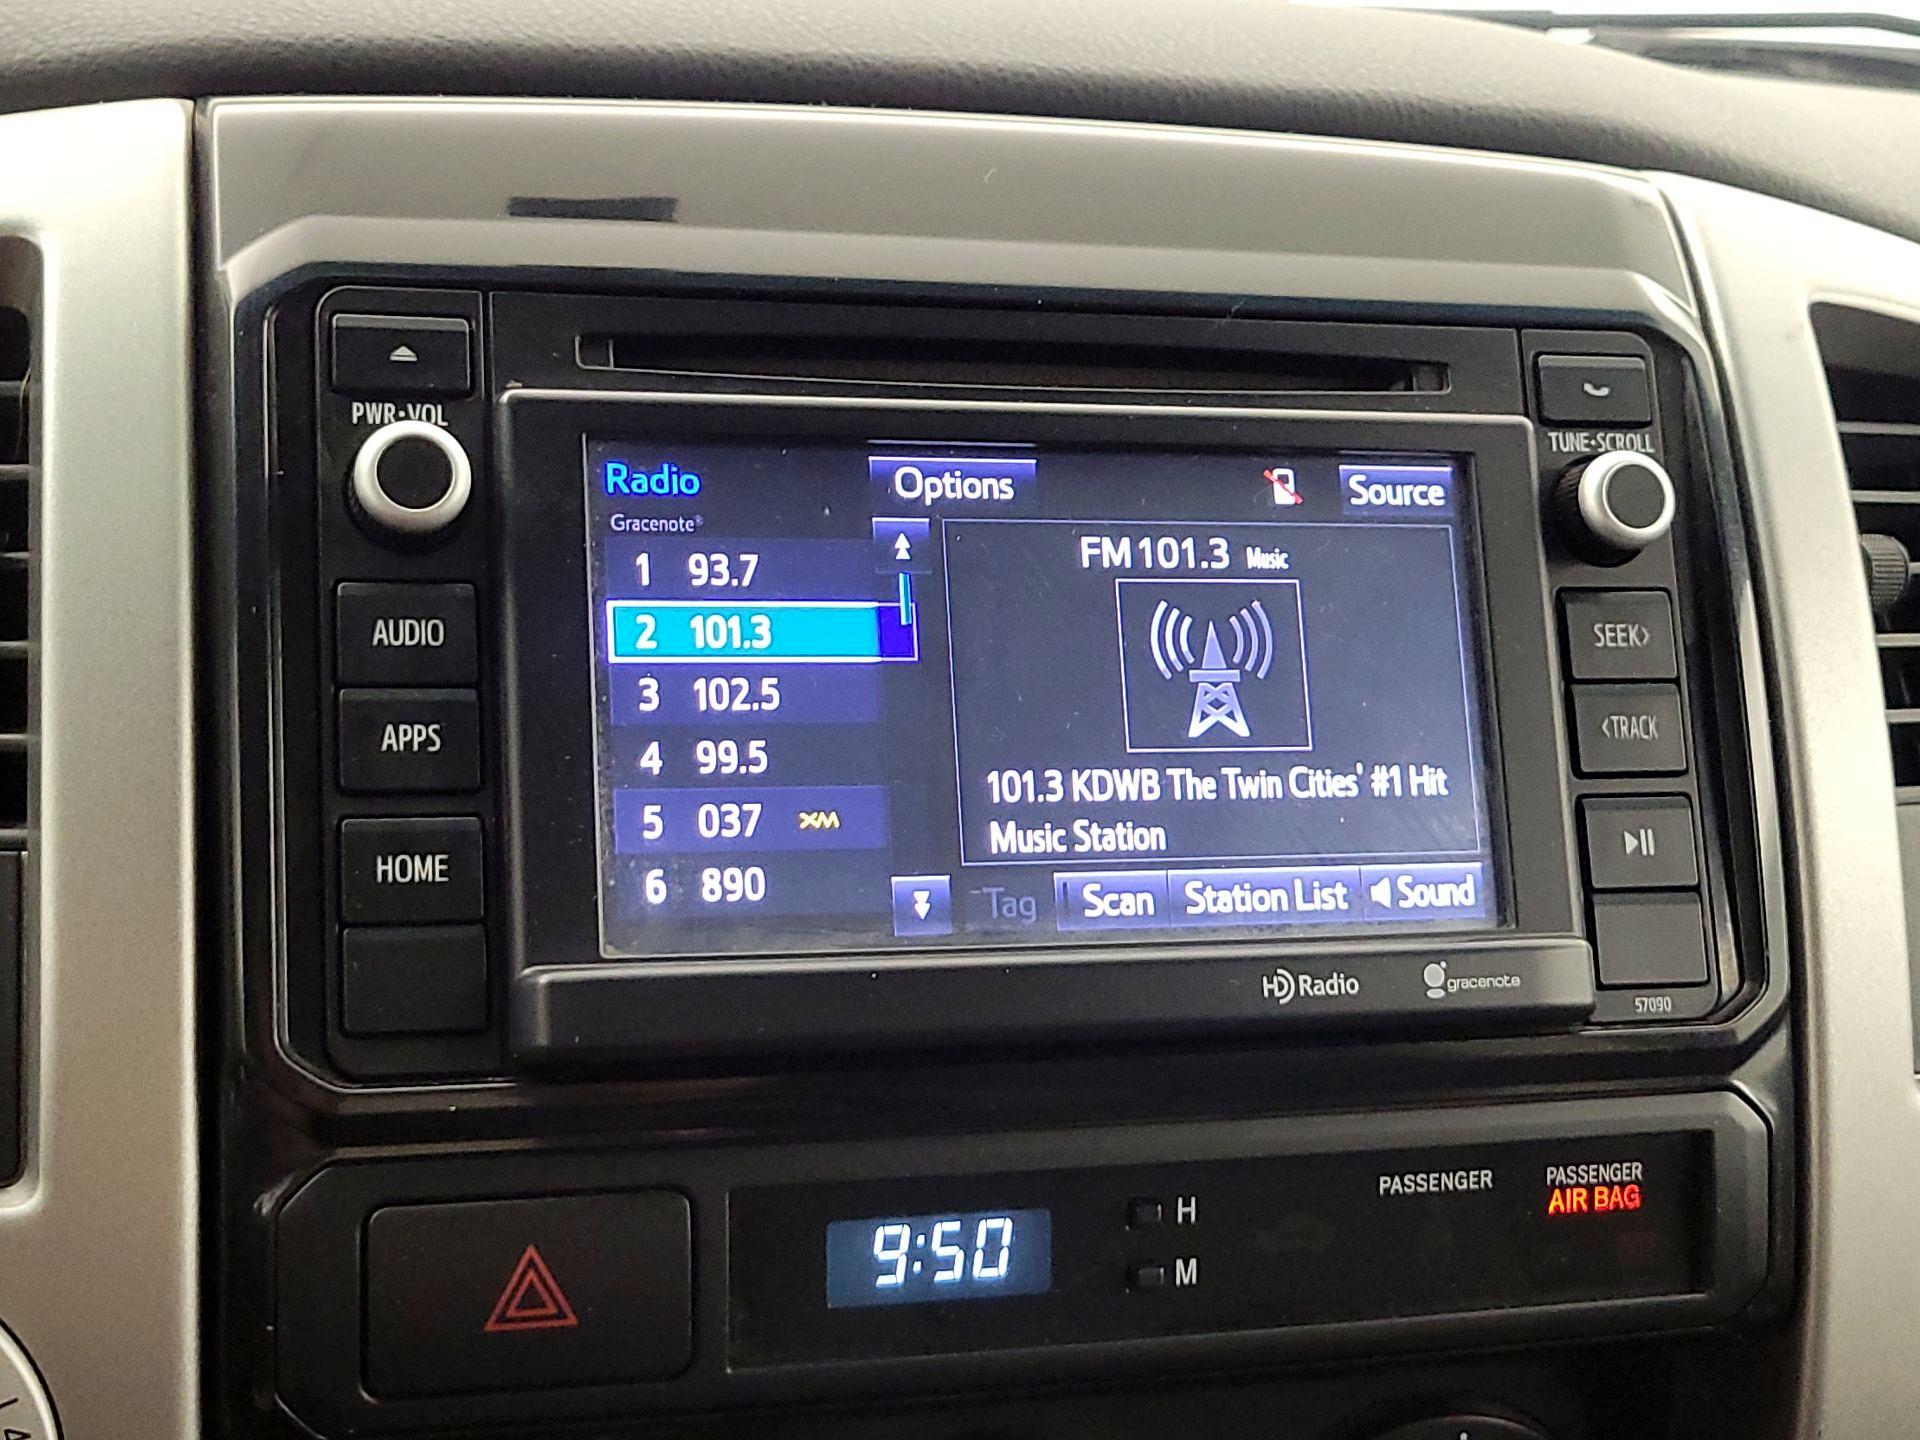 PWR•VOL
TUNE•SCROLL
Radio
Options
Source
Gracenote®
1 93.7
2 101.3
3 102.5
4 99.5
5 037 XM
6 890
FM 101.3 Music
101.3 KDWB The Twin Cities' #1 Hit
Music Station
Tag
Scan
Station List
Sound
AUDIO
APPS
HOME
SEEK>
<TRACK
HD Radio
gracenote
57090
9:50
H
M
PASSENGER
PASSENGER
AIR BAG